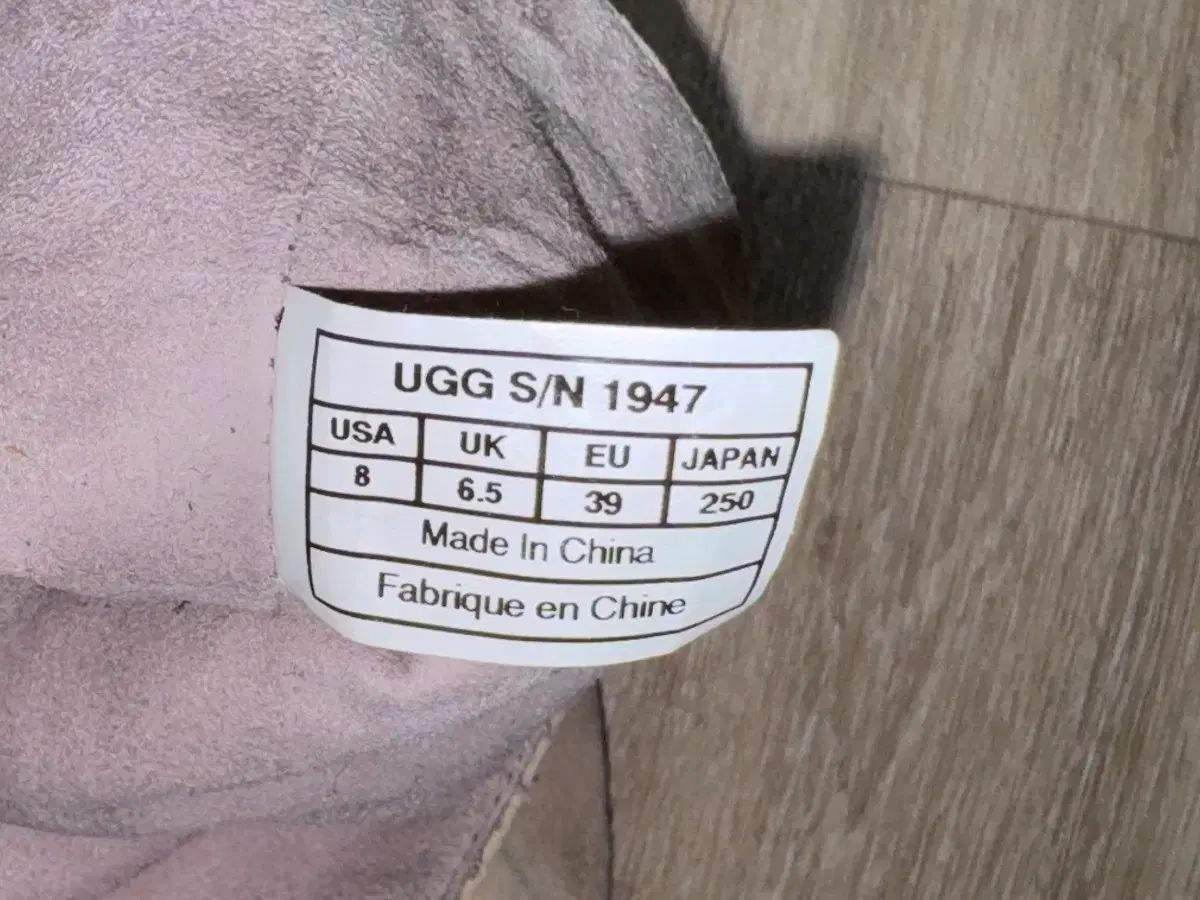 UGG S/N 1947
USA UK EU JAPAN
8 6.5 39 250
Made In China
Fabrique en Chine